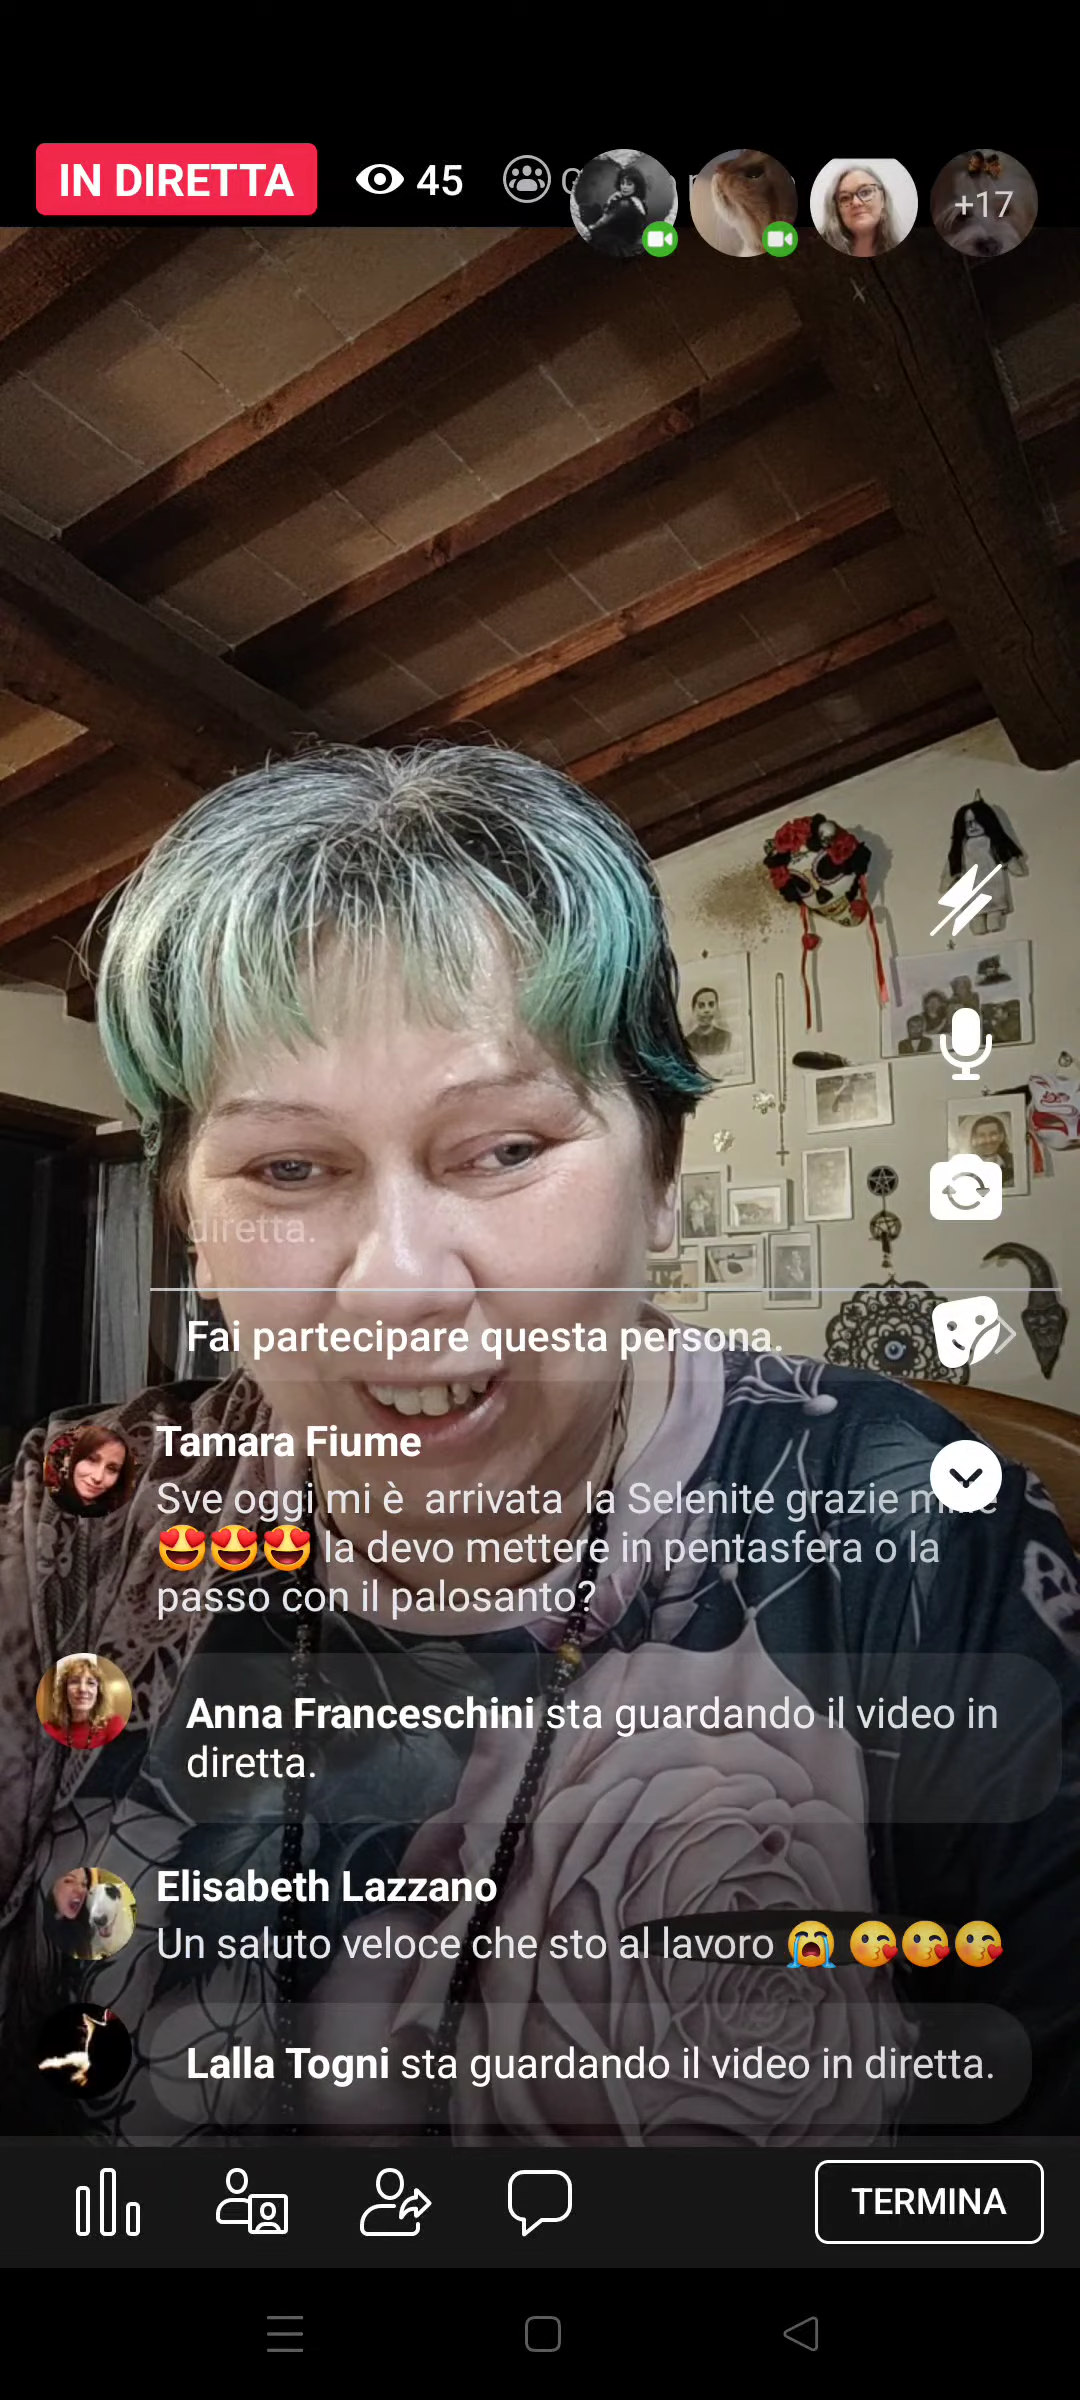 IN DIRETTA
45
+17
diretta.
Fai partecipare questa persona.
Tamara Fiume
Sve oggi mi è arrivata la Selenite grazie
😍😍😍 la devo mettere in pentasfera o la
passo con il palosanto?
Anna Franceschini sta guardando il video in
diretta.
Elisabeth Lazzano
Un saluto veloce che sto al lavoro 😭 😘😘😘
Lalla Togni sta guardando il video in diretta.
TERMINA